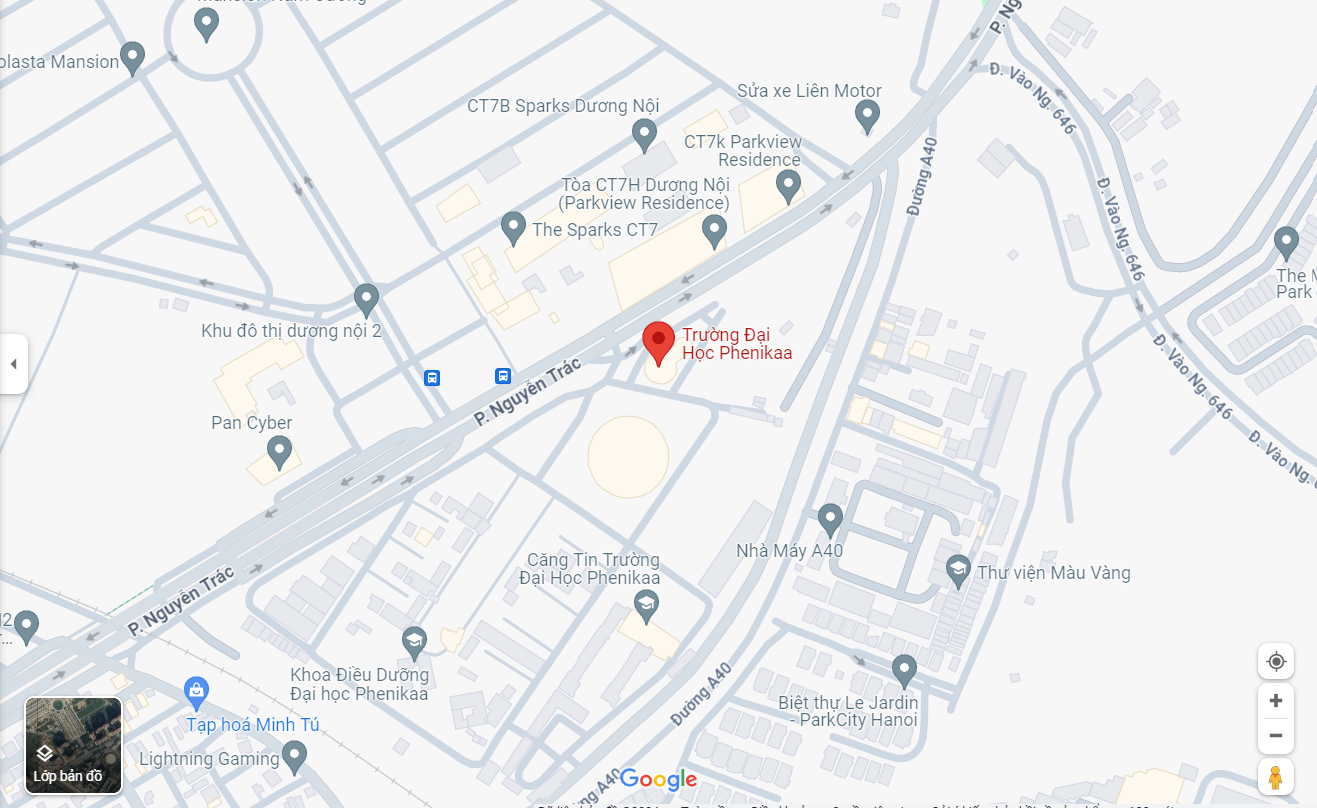 olasta Mansion
CT7B Sparks Dương Nội
Sửa xe Liên Motor
P. Ng
Đ. Vào Ng. 646
CT7k Parkview
Residence
Tòa CT7H Dương Nội
(Parkview Residence)
The Sparks CT7
Đường A40
Đ. Vào Ng. 646
The M
Park
Khu đô thị dương nội 2
Trường Đại
Học Phenikaa
P. Nguyễn Trác
Đ. Vào Ng. 646
Pan Cyber
Đ. Vào Ng.
Căng Tin Trường
Đại Học Phenikaa
Nhà Máy A40
Thư viện Màu Vàng
P. Nguyễn Trác
Khoa Điều Dưỡng
Đại học Phenikaa
Đường A40
Biệt thự Le Jardin
- ParkCity Hanoi
Tạp hoá Minh Tú
Lightning Gaming
Lớp bản đồ
Google